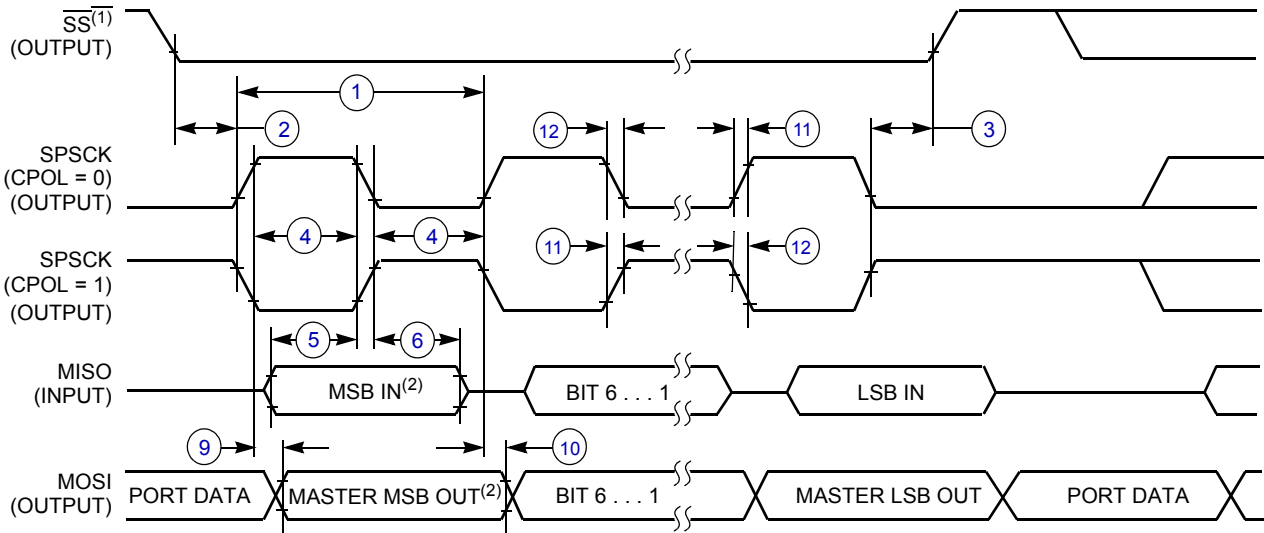 SS(1)
(OUTPUT)
1
2
12
11
3
SPSCK
(CPOL = 0)
(OUTPUT)
4
4
11
12
SPSCK
(CPOL = 1)
(OUTPUT)
5
6
MISO
(INPUT)
MSB IN(2)
BIT 6 . . . 1
LSB IN
9
10
MOSI
(OUTPUT)
PORT DATA
MASTER MSB OUT(2)
BIT 6 . . . 1
MASTER LSB OUT
PORT DATA